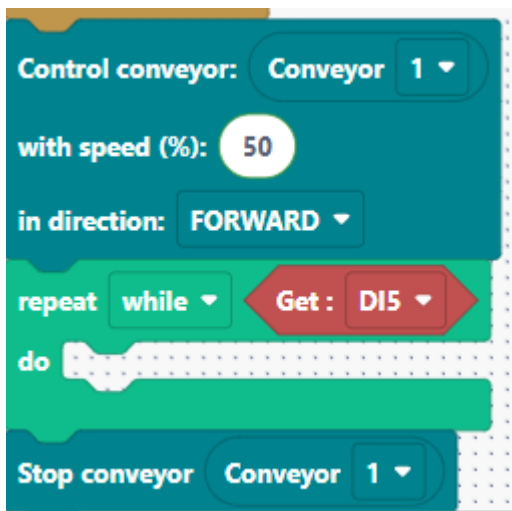 Control conveyor: Conveyor 1
with speed (%): 50
in direction: FORWARD
repeat while Get : DI5
do
Stop conveyor Conveyor 1